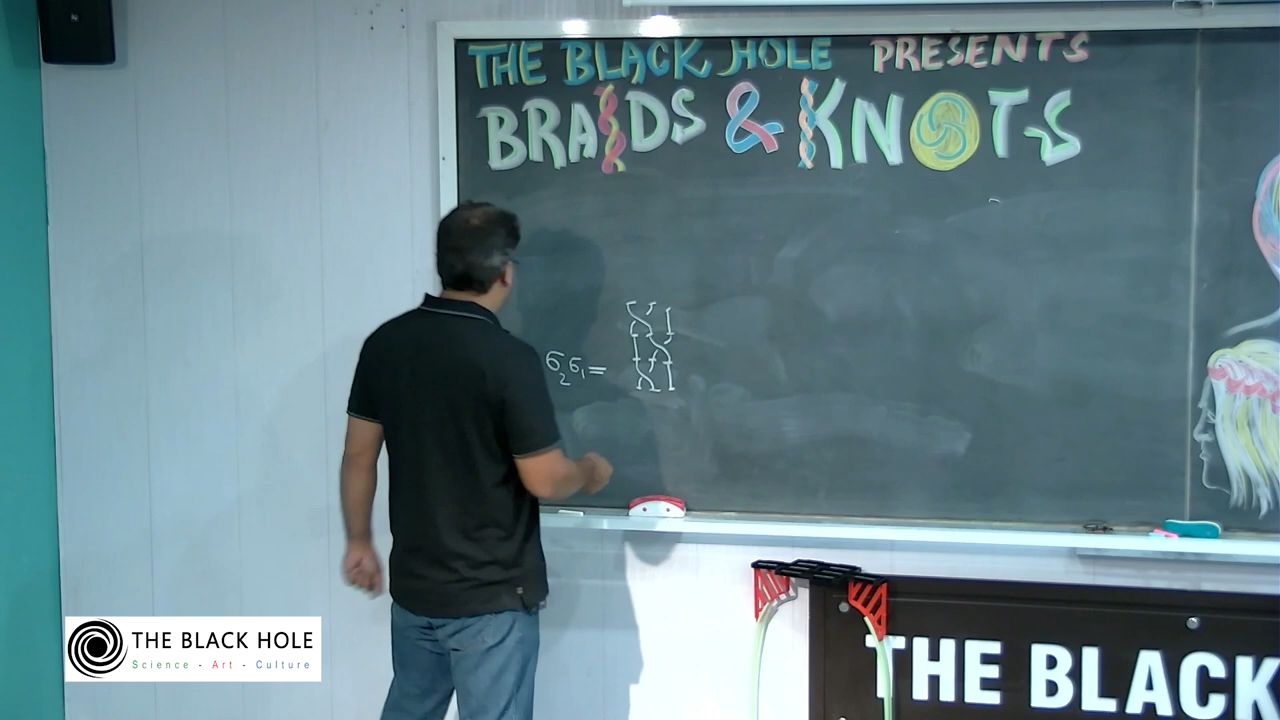 THE BLACK HOLE PRESENTS
BRAIDS & KNOTS
σ₂σ₁=
THE BLACK HOLE
Science - Art - Culture
THE BLACK